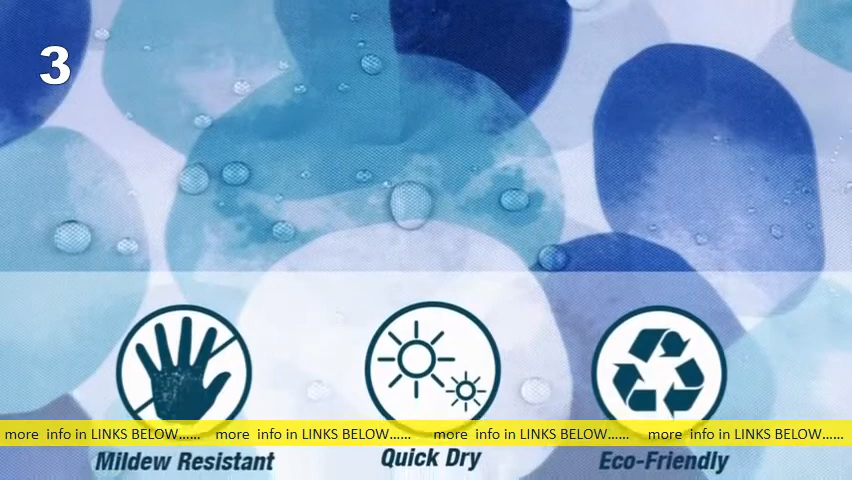 3
more info in LINKS BELOW...... more info in LINKS BELOW...... more info in LINKS BELOW...... more info in LINKS BELOW......
Mildew Resistant Quick Dry Eco-Friendly